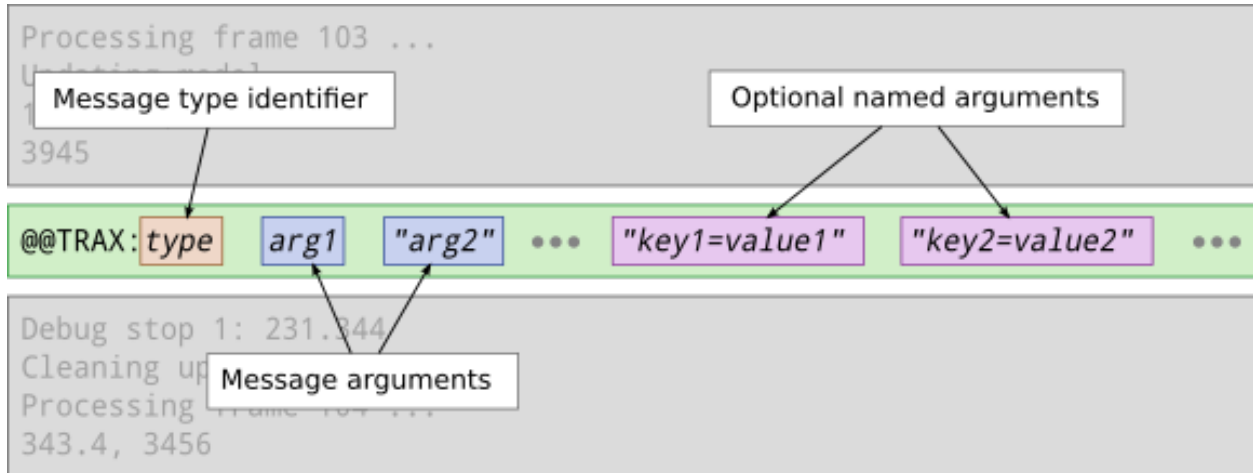 Processing frame 103 ...
Message type identifier
Optional named arguments
3945
@@TRAX: type arg1 "arg2" ••• "key1=value1" "key2=value2" •••
Debug stop 1: 231.344
Cleaning up
Message arguments
Processing
343.4, 3456